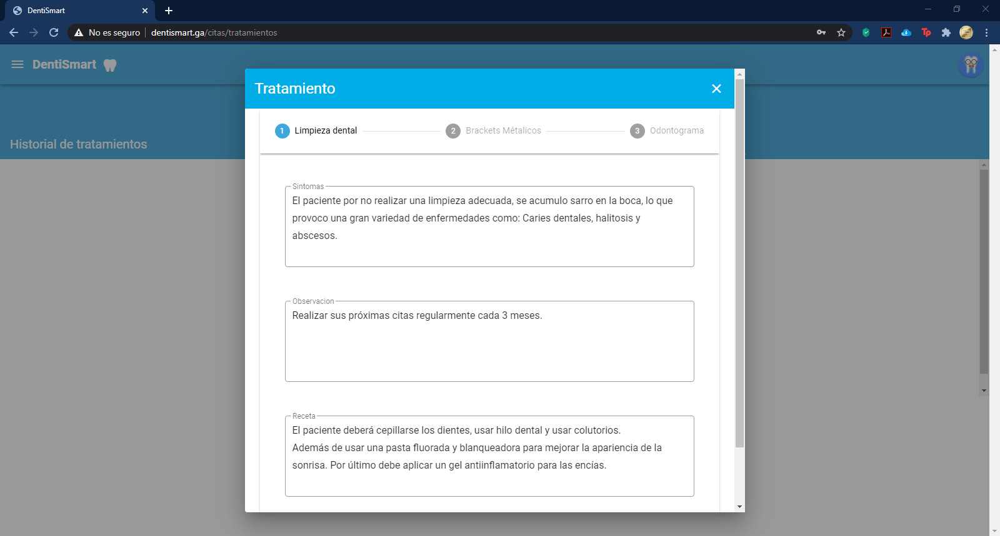 DentiSmart
No es seguro
dentismart.ga/citas/tratamientos
Tp
DentiSmart
Historial de tratamientos
Tratamiento
1 Limpieza dental
2 Brackets Métalicos
3 Odontograma
Sintomas
El paciente por no realizar una limpieza adecuada, se acumulo sarro en la boca, lo que
provoco una gran variedad de enfermedades como: Caries dentales, halitosis y
abscesos.
Observacion
Realizar sus próximas citas regularmente cada 3 meses.
Receta
El paciente deberá cepillarse los dientes, usar hilo dental y usar colutorios.
Además de usar una pasta fluorada y blanqueadora para mejorar la apariencia de la
sonrisa. Por último debe aplicar un gel antiinflamatorio para las encías.